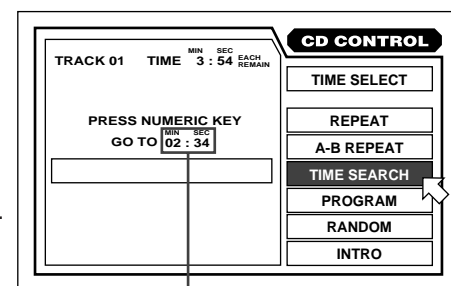 CD CONTROL
MIN SEC
TRACK 01 TIME 3 : 54 EACH REMAIN
TIME SELECT
PRESS NUMERIC KEY
MIN SEC
GO TO 02 : 34
REPEAT
A-B REPEAT
TIME SEARCH
PROGRAM
RANDOM
INTRO